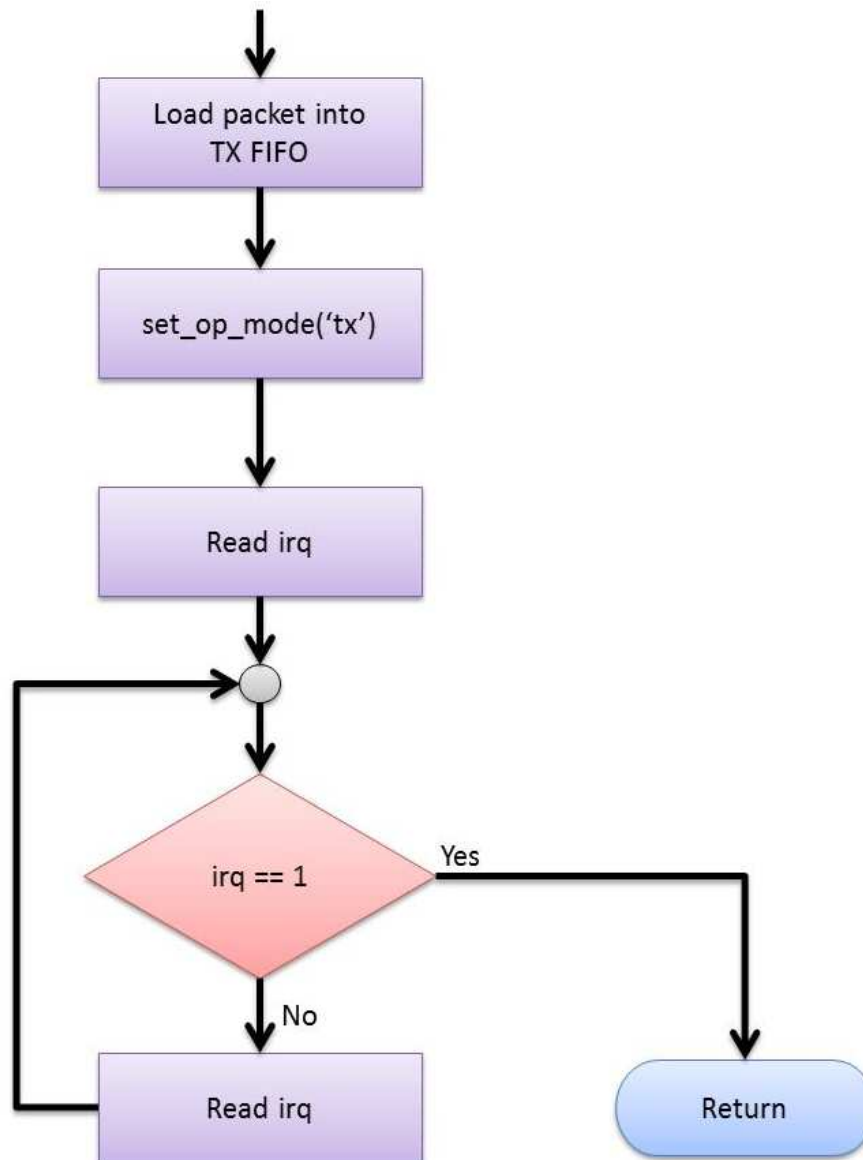 Load packet into
TX FIFO
set_op_mode(‘tx’)
Read irq
irq == 1
Yes
No
Read irq
Return